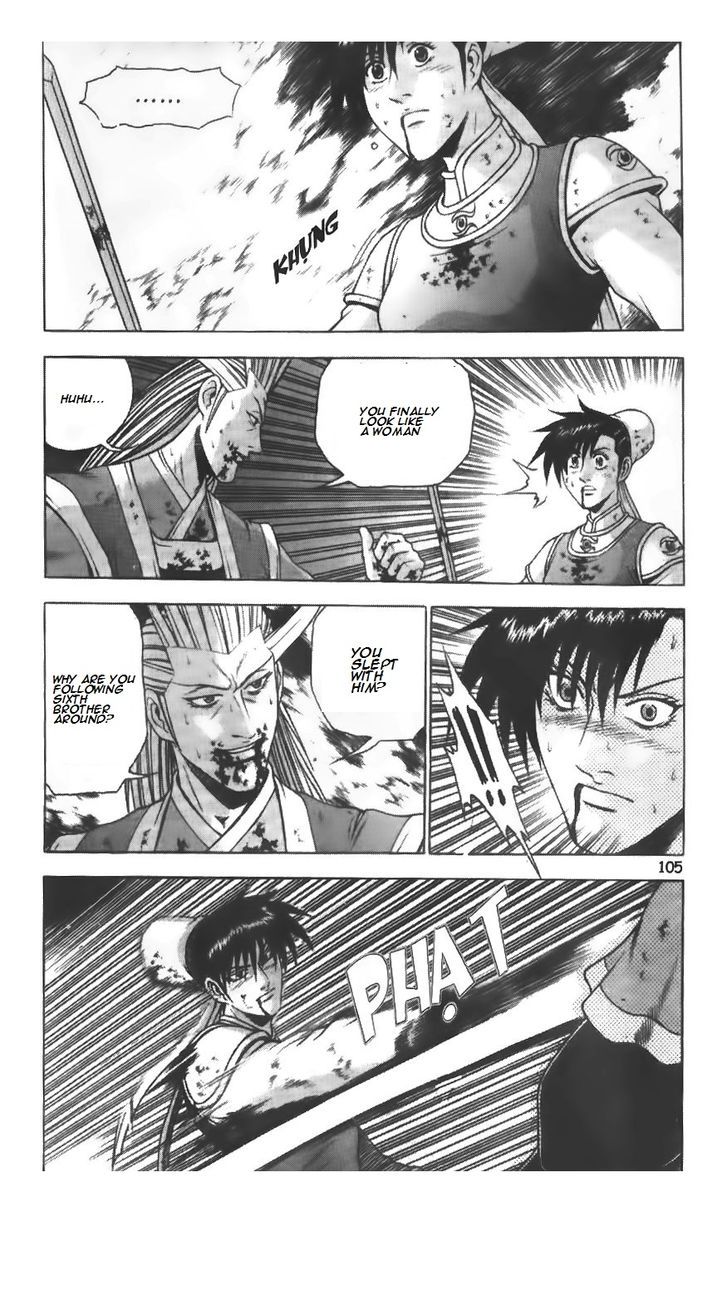 ......
KHUNG
HUHU...
YOU FINALLY
LOOK LIKE
A WOMAN
WHY ARE YOU
FOLLOWING
SIXTH
BROTHER
AROUND?
YOU
SLEPT
WITH
HIM?
!!
105
PHẠT